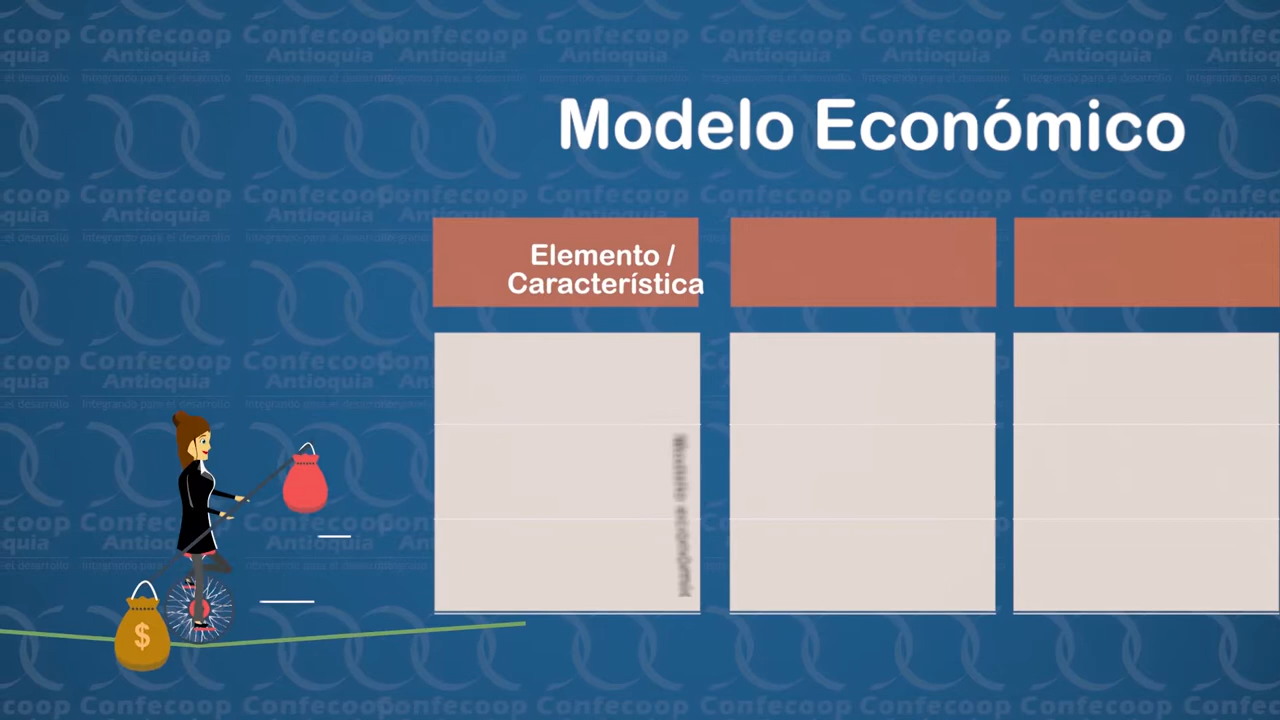 Modelo Económico
Elemento /
Característica
$
Confecoop
Antioquia
Integrando para el desarrollo